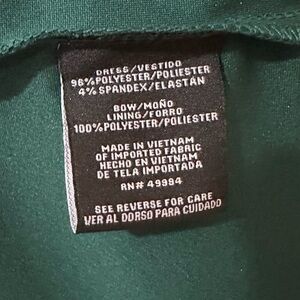 DRESS/VESTIDO
96%POLYESTER/POLIESTER
4%SPANDEX/ELASTÁN
BOW/MOÑO
LINING/FORRO
100%POLYESTER/POLIESTER
MADE IN VIETNAM
OF IMPORTED FABRIC
HECHO EN VIETNAM
DE TELA IMPORTADA
RN# 49994
SEE REVERSE FOR CARE
VER AL DORSO PARA CUIDADO